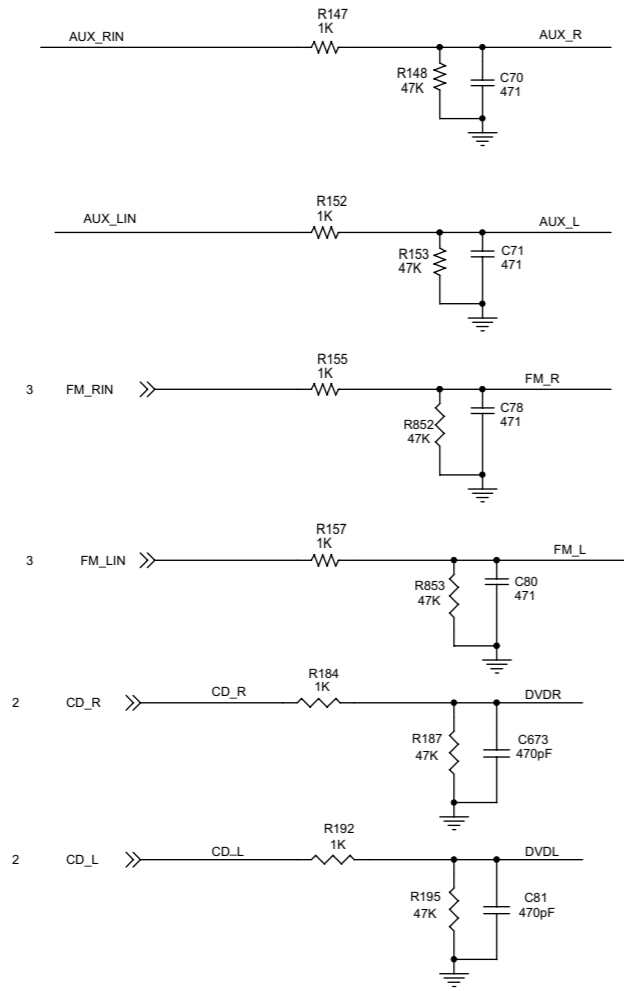 R147
1K
AUX_RIN
AUX_R
R148
47K
C70
471
R152
1K
AUX_LIN
AUX_L
R153
47K
C71
471
R155
1K
3 FM_RIN
FM_R
R852
47K
C78
471
R157
1K
3 FM_LIN
FM_L
R853
47K
C80
471
R184
1K
2 CD_R
CD_R
DVDR
R187
47K
C673
470pF
R192
1K
2 CD_L
CD_L
DVDL
R195
47K
C81
470pF